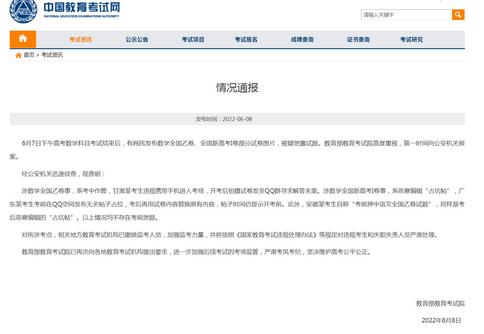 中国教育考试网
NATIONAL EDUCATION EXAMINATIONS AUTHORITY
请输入关键字
考试资讯 公示公告 考试项目 考试报名 成绩查询 证书查询 考试研究
首页 > 考试资讯
情况通报
发布时间：2022-06-08
6月7日下午高考数学科目考试结束后，有网民发布数学全国乙卷、全国新高考I卷部分试卷图片，被疑泄露试题。教育部教育考试院高度重视，第一时间向公安机关报
案。
经公安机关迅速侦查，现查明：
涉数学全国乙卷事，系考中作弊，甘肃某考生违规携带手机进入考场，开考后拍摄试卷发至QQ群寻求解答未果。涉数学全国新高考I卷事，系恶意编辑的“占坑帖”，广
东某考生考前在QQ空间发布无关帖子占位，考后再用试卷内容替换原有内容，帖子时间仍显示开考前。此外，安徽某考生自称“考前押中语文全国乙卷试题”，同样是考
后恶意编辑的“占坑帖”。以上情况均不存在考前泄题。
对所涉考点，相关地方教育考试机构已撤换监考人员，加强监考力量，并将按照《国家教育考试违规处理办法》等规定对违规考生和失职失责人员严肃处理。
教育部教育考试院已再次向各地教育考试机构提出要求，进一步加强后续考试的考场监管，严肃考风考纪，坚决维护高考公平公正。
教育部教育考试院
2022年6月8日